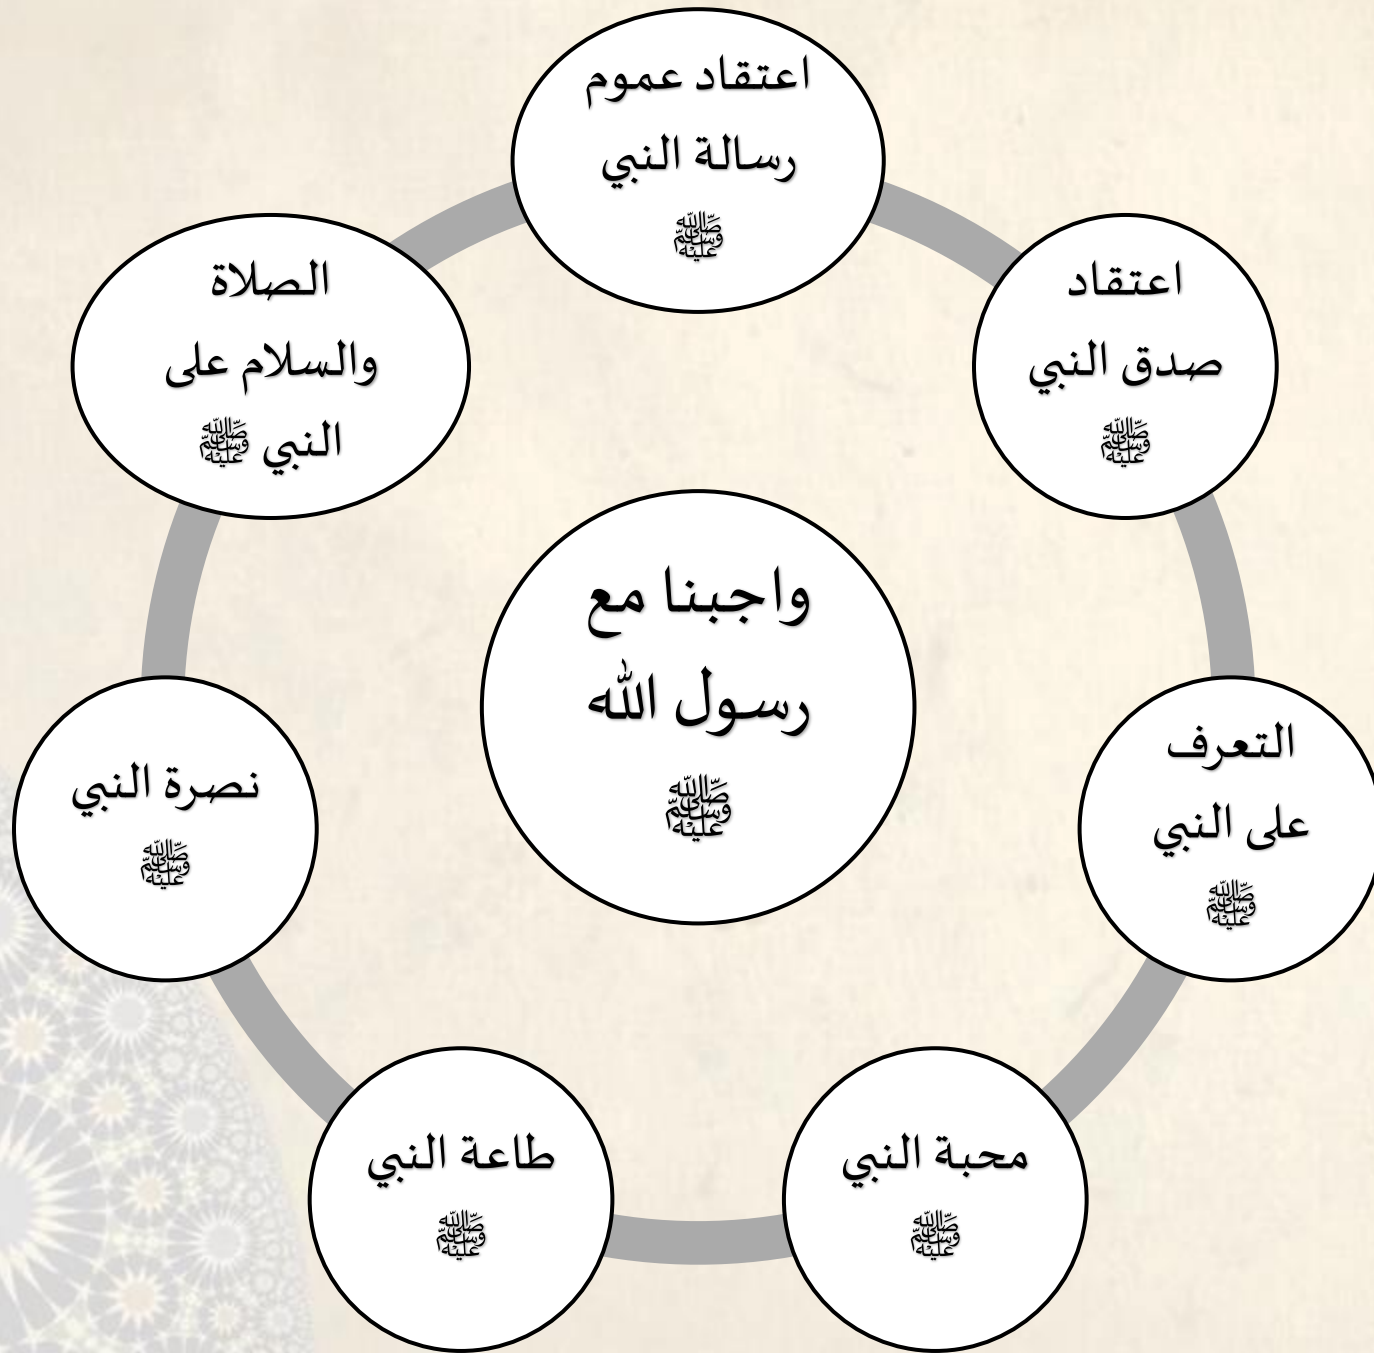 اعتقاد عموم
رسالة النبي
ﷺ
اعتقاد
صدق النبي
ﷺ
التعرف
على النبي
ﷺ
محبة النبي
ﷺ
طاعة النبي
ﷺ
نصرة النبي
ﷺ
الصلاة
والسلام على
النبي ﷺ
واجبنا مع
رسول الله
ﷺ